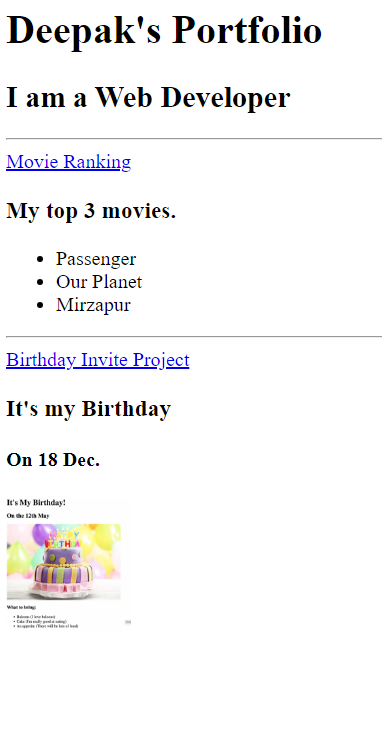 Deepak's Portfolio
I am a Web Developer
Movie Ranking
My top 3 movies.
Passenger
Our Planet
Mirzapur
Birthday Invite Project
It's my Birthday
On 18 Dec.
It's My Birthday!
On the 12th May
What to bring:
Baloons (I love baloons)
Cake (I'm really good at eating)
An appetite (There will be lots of food)